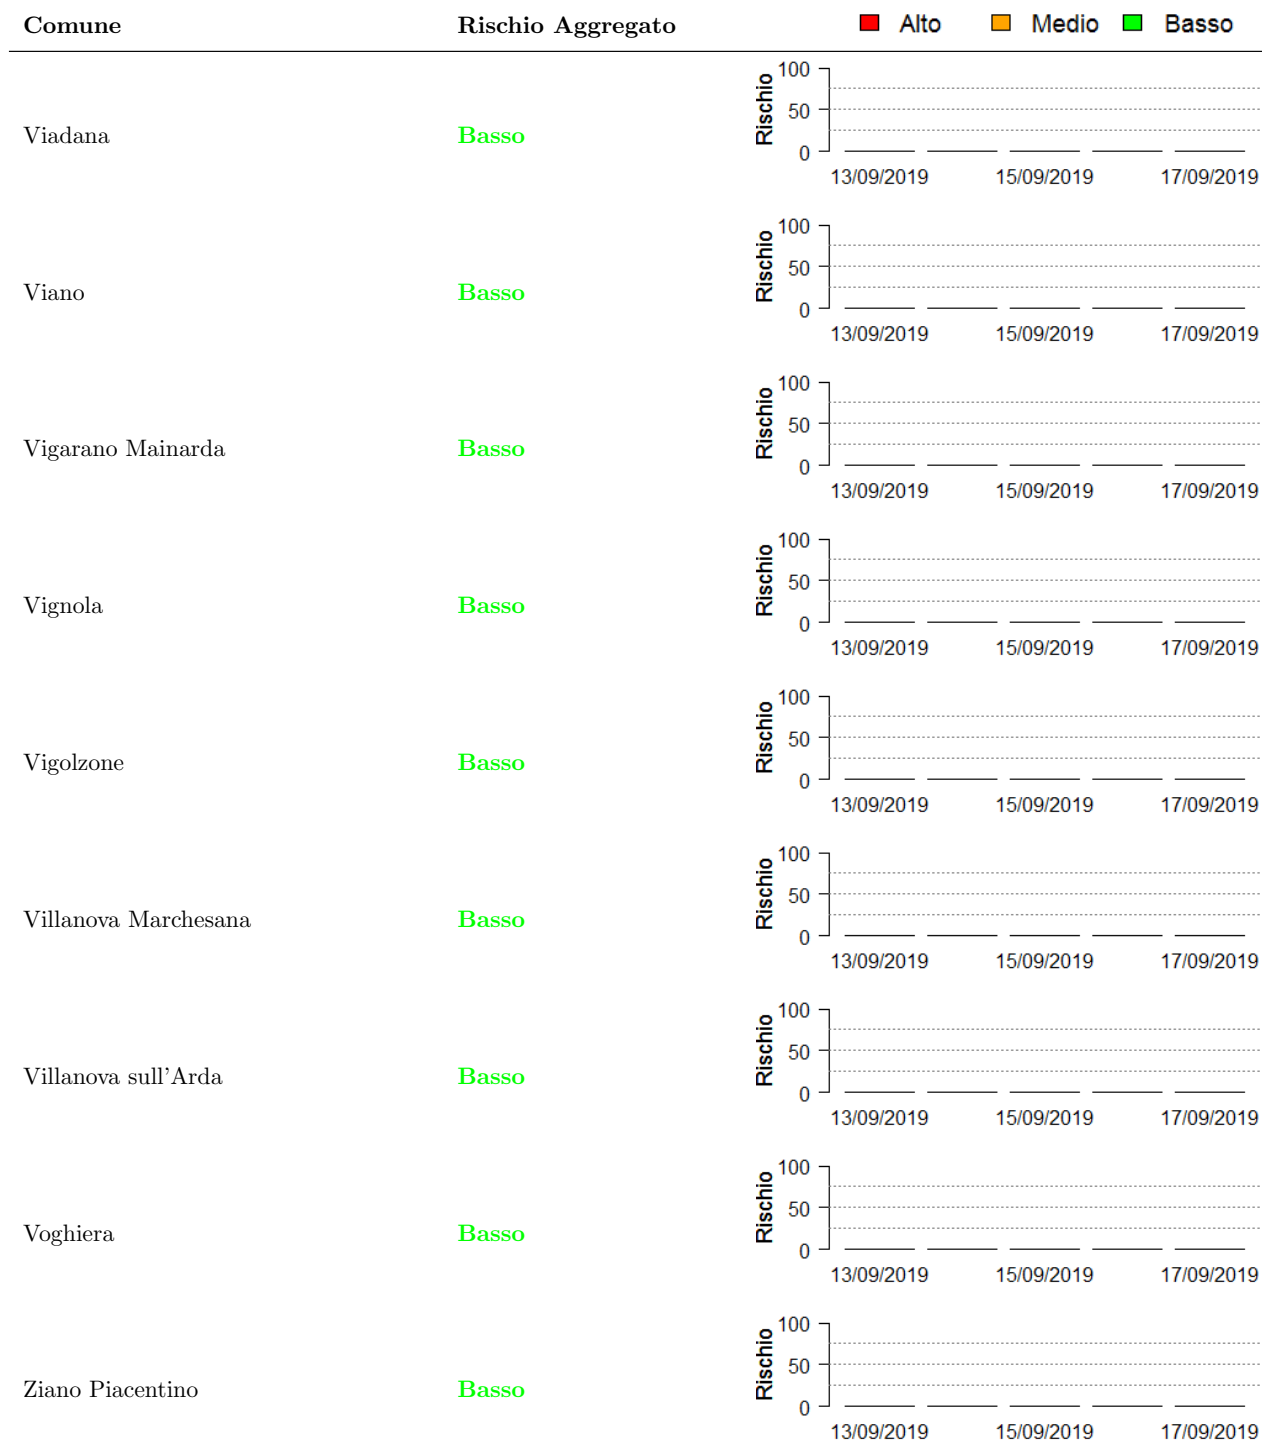 Comune Rischio Aggregato Alto Medio Basso
Viadana Basso Rischio 100 50 0
13/09/2019 15/09/2019 17/09/2019
Viano Basso Rischio 100 50 0
13/09/2019 15/09/2019 17/09/2019
Vigarano Mainarda Basso Rischio 100 50 0
13/09/2019 15/09/2019 17/09/2019
Vignola Basso Rischio 100 50 0
13/09/2019 15/09/2019 17/09/2019
Vigolzone Basso Rischio 100 50 0
13/09/2019 15/09/2019 17/09/2019
Villanova Marchesana Basso Rischio 100 50 0
13/09/2019 15/09/2019 17/09/2019
Villanova sull'Arda Basso Rischio 100 50 0
13/09/2019 15/09/2019 17/09/2019
Voghiera Basso Rischio 100 50 0
13/09/2019 15/09/2019 17/09/2019
Ziano Piacentino Basso Rischio 100 50 0
13/09/2019 15/09/2019 17/09/2019